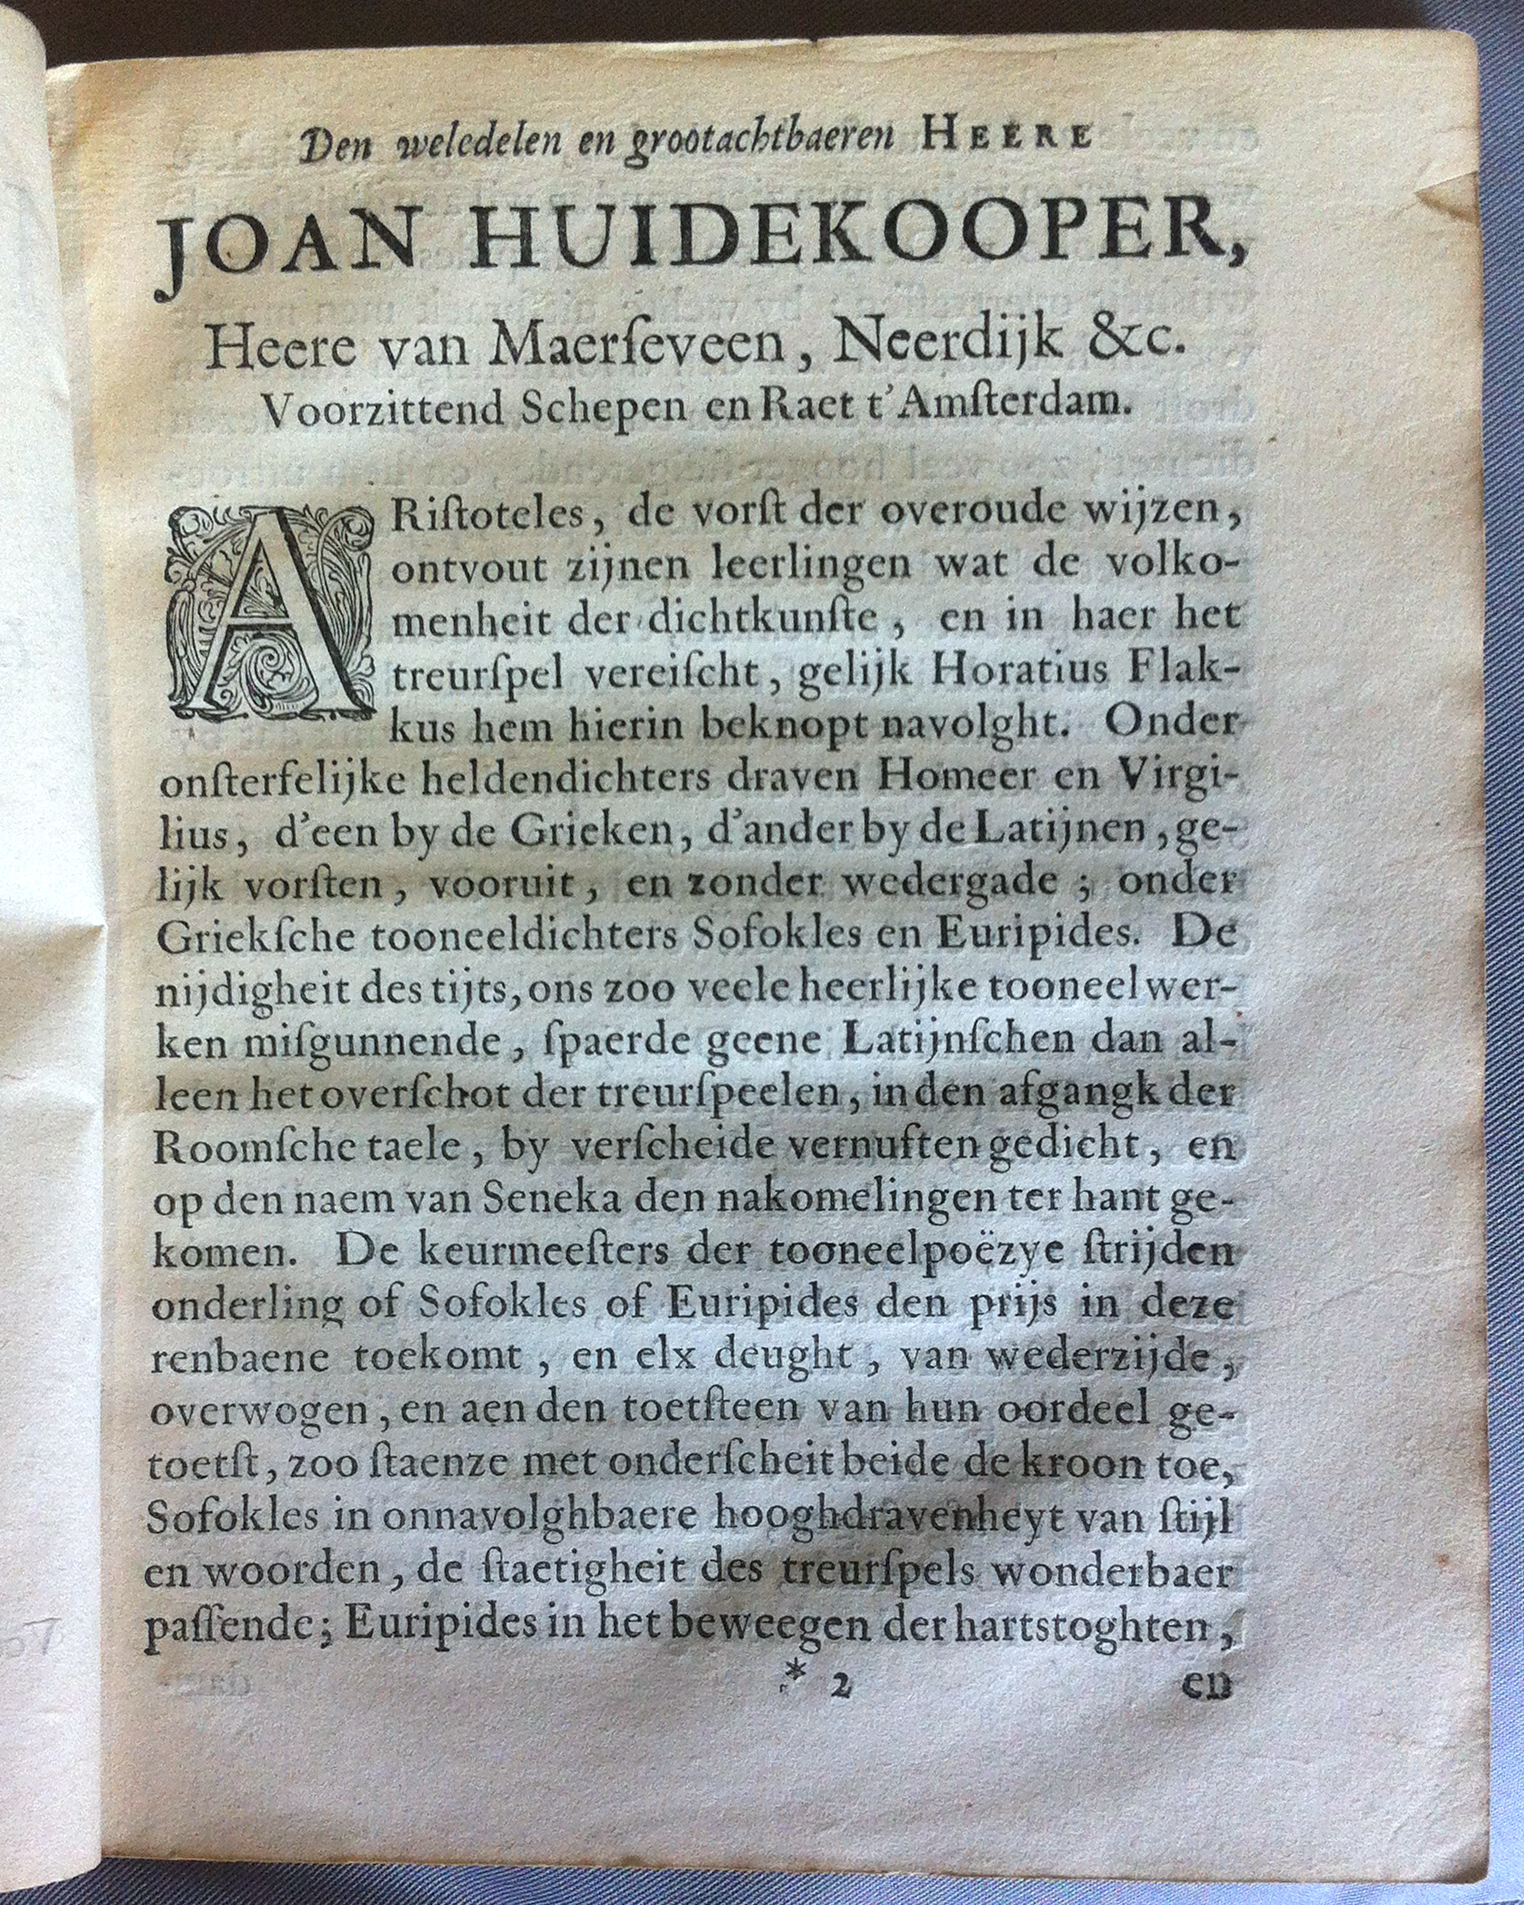 Den weledelen en grootachtbaeren HEERE
JOAN HUIDEKOOPER,
Heere van Maerſeveen, Neerdijk &c.
Voorzittend Schepen en Raet t'Amſterdam.
ARiſtoteles, de vorſt der overoude wijzen,
ontvout zijnen leerlingen wat de volko-
menheit der dichtkunſte, en in haer het
treurſpel vereiſcht, gelijk Horatius Flak-
kus hem hierin beknopt navolght. Onder
onſterfelijke heldendichters draven Homeer en Virgi-
lius, d'een by de Grieken, d'ander by de Latijnen, ge-
lijk vorſten, vooruit, en zonder wedergade; onder
Griekſche tooneeldichters Sofokles en Euripides. De
nijdigheit des tijts, ons zoo veele heerlijke tooneelwer-
ken miſgunnende, ſpaerde geene Latijnſchen dan al-
leen het overſchot der treurſpeelen, in den afgangk der
Roomſche taele, by verſcheide vernuften gedicht, en
op den naem van Seneka den nakomelingen ter hant ge-
komen. De keurmeeſters der tooneelpoëzye ſtrijden
onderling of Sofokles of Euripides den prijs in deze
renbaene toekomt, en elx deught, van wederzijde,
overwogen, en aen den toetſteen van hun oordeel ge-
toetſt, zoo ſtaenze met onderſcheit beide de kroon toe,
Sofokles in onnavolghbaere hooghdravenheyt van ſtijl
en woorden, de ſtaetigheit des treurſpels wonderbaer
paſſende; Euripides in het beweegen der hartstoghten,
* 2 en